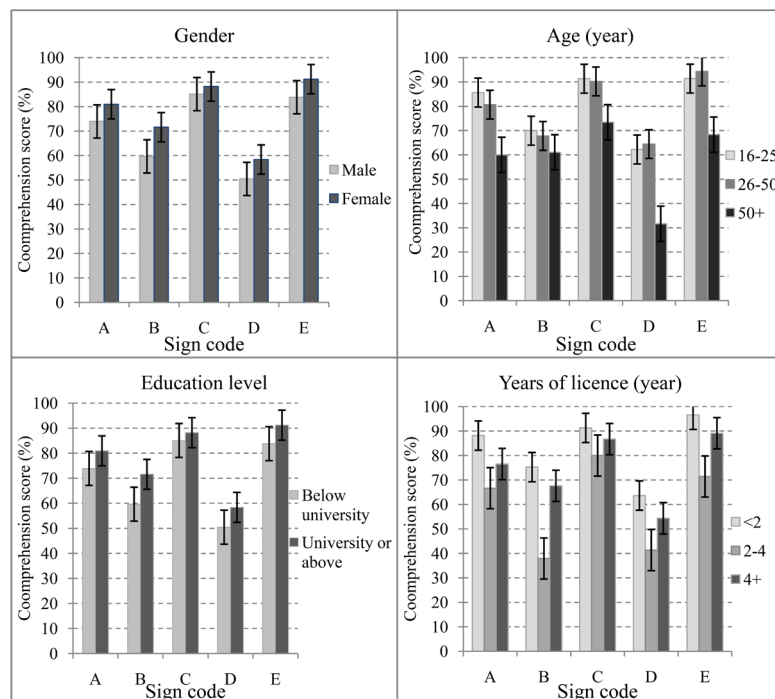 Gender
Coomprehension score (%)
100
90
80
70
60
50
40
30
20
10
0
A B C D E
Sign code
Male
Female
Age (year)
Coomprehension score (%)
100
90
80
70
60
50
40
30
20
10
0
A B C D E
Sign code
16-25
26-50
50+
Education level
Coomprehension score (%)
100
90
80
70
60
50
40
30
20
10
0
A B C D E
Sign code
Below
university
University or
above
Years of licence (year)
Coomprehension score (%)
100
90
80
70
60
50
40
30
20
10
0
A B C D E
Sign code
<2
2-4
4+